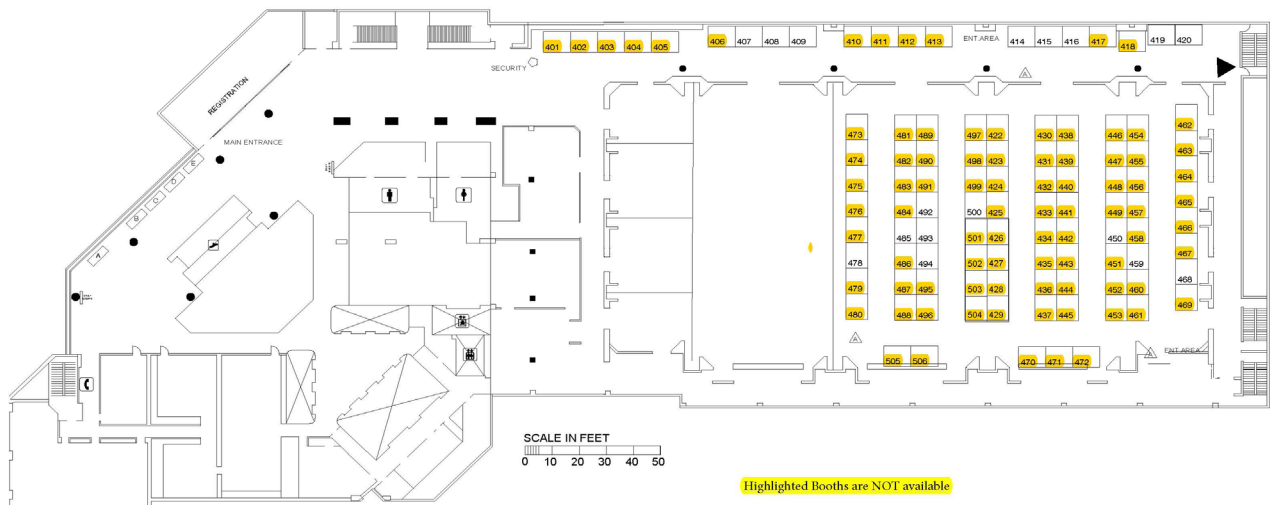 401 402 403 404 405 406 407 408 409 410 411 412 413 ENT.AREA 414 415 416 417 418 419 420
SECURITY
REGISTRATION
MAIN ENTRANCE
A B C D E
A
473 481 489 497 422 430 438 446 454 462
474 482 490 498 423 431 439 447 455 463
475 483 491 499 424 432 440 448 456 464
476 484 492 500 425 433 441 449 457 465
477 485 493 501 426 434 442 450 458 466
478 486 494 502 427 435 443 451 459 467
479 487 495 503 428 436 444 452 460 468
480 488 496 504 429 437 445 453 461 469
A
A
ENT.AREA
505 506 470 471 472
SCALE IN FEET
0 10 20 30 40 50
Highlighted Booths are NOT available